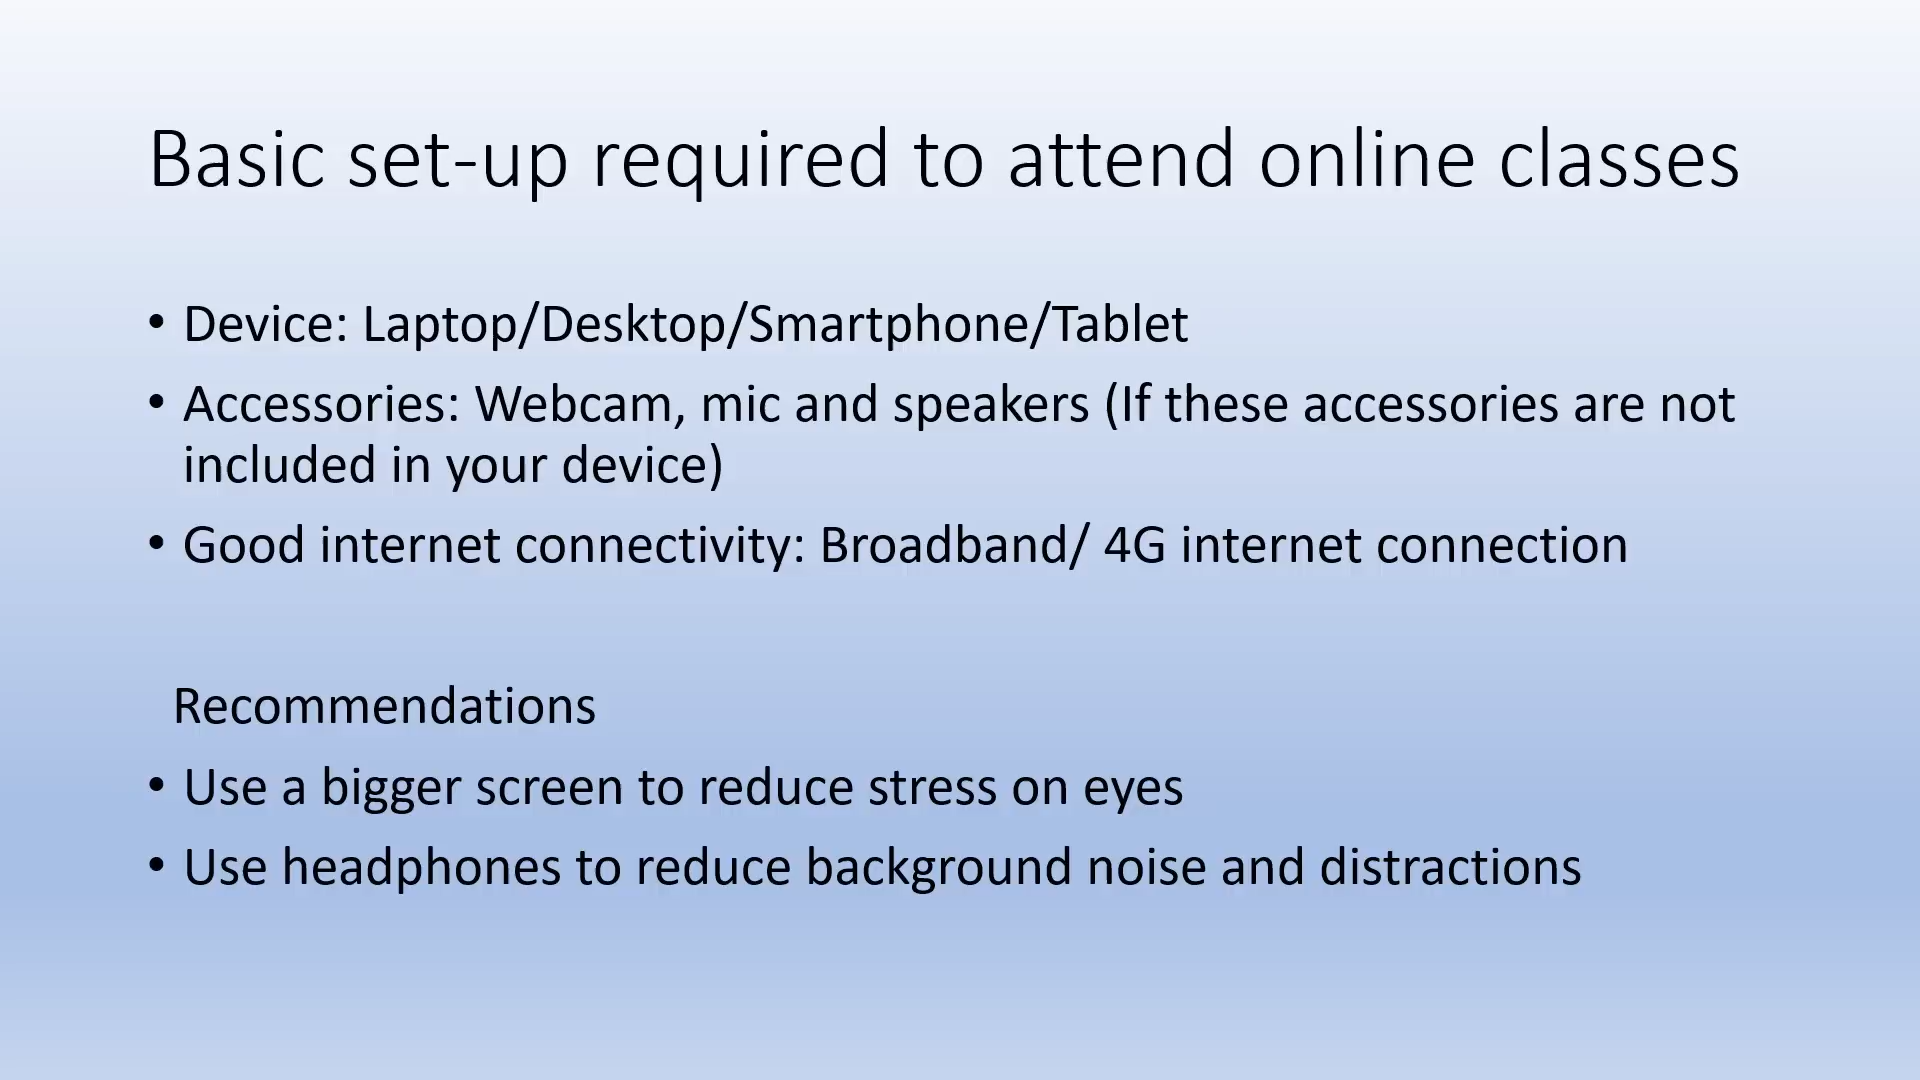 Basic set-up required to attend online classes
• Device: Laptop/Desktop/Smartphone/Tablet
• Accessories: Webcam, mic and speakers (If these accessories are not
included in your device)
• Good internet connectivity: Broadband/ 4G internet connection
Recommendations
• Use a bigger screen to reduce stress on eyes
• Use headphones to reduce background noise and distractions